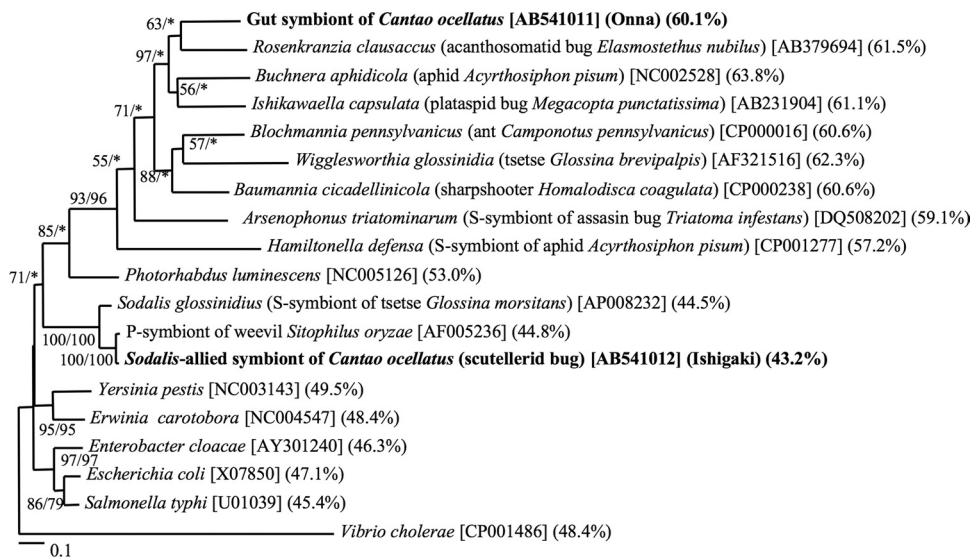 63/*
Gut symbiont of Cantao ocellatus [AB541011] (Onna) (60.1%)
Rosenkranzia clausaccus (acanthosomatid bug Elasmostethus nubilus) [AB379694] (61.5%)
97/*
Buchnera aphidicola (aphid Acyrthosiphon pisum) [NC002528] (63.8%)
56/*
Ishikawaella capsulata (plataspid bug Megacopta punctatissima) [AB231904] (61.1%)
71/*
Blochmannia pennsylvanicus (ant Camponotus pennsylvanicus) [CP000016] (60.6%)
57/*
Wigglesworthia glossinidia (tsetse Glossina brevipalpis) [AF321516] (62.3%)
55/*
88/*
Baumannia cicadellinicola (sharpshooter Homalodisca coagulata) [CP000238] (60.6%)
93/96
Arsenophonus triatominarum (S-symbiont of assasin bug Triatoma infestans) [DQ508202] (59.1%)
85/*
Hamiltonella defensa (S-symbiont of aphid Acyrthosiphon pisum) [CP001277] (57.2%)
71/*
Photorhabdus luminescens [NC005126] (53.0%)
Sodalis glossinidius (S-symbiont of tsetse Glossina morsitans) [AP008232] (44.5%)
100/100
P-symbiont of weevil Sitophilus oryzae [AF005236] (44.8%)
100/100
Sodalis-allied symbiont of Cantao ocellatus (scutellerid bug) [AB541012] (Ishigaki) (43.2%)
Yersinia pestis [NC003143] (49.5%)
Erwinia carotobora [NC004547] (48.4%)
95/95
Enterobacter cloacae [AY301240] (46.3%)
97/97
Escherichia coli [X07850] (47.1%)
86/79
Salmonella typhi [U01039] (45.4%)
Vibrio cholerae [CP001486] (48.4%)
0.1